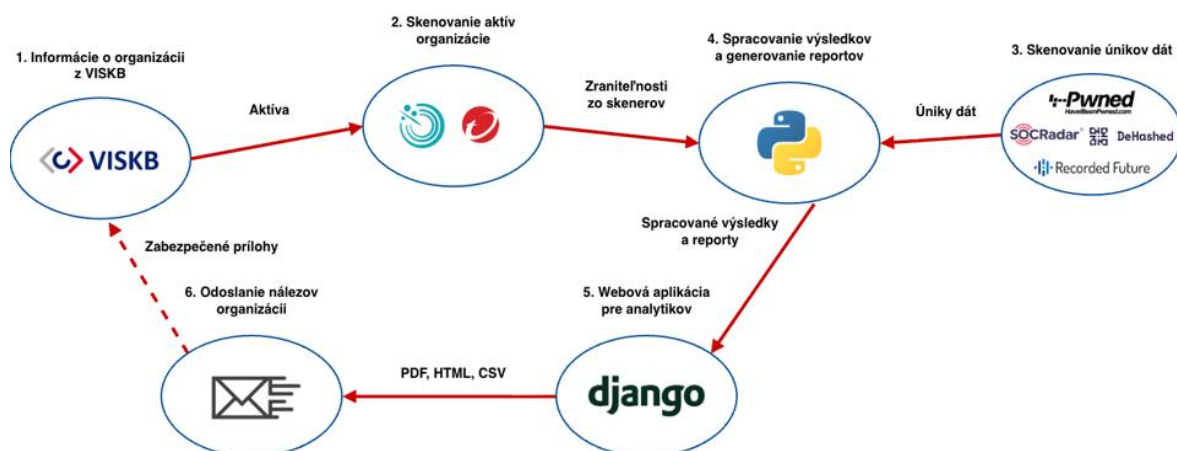 1. Informácie o organizácii
z VISKB
VISKB
Aktíva
2. Skenovanie aktív
organizácie
Zraniteľnosti
zo skenerov
4. Spracovanie výsledkov
a generovanie reportov
Úniky dát
3. Skenovanie únikov dát
Pwned
HaveIBeenPwned.com
SOCRadar
DeHashed
Recorded Future
Spracované výsledky
a reporty
5. Webová aplikácia
pre analytikov
django
PDF, HTML, CSV
6. Odoslanie nálezov
organizácii
Zabezpečené prílohy